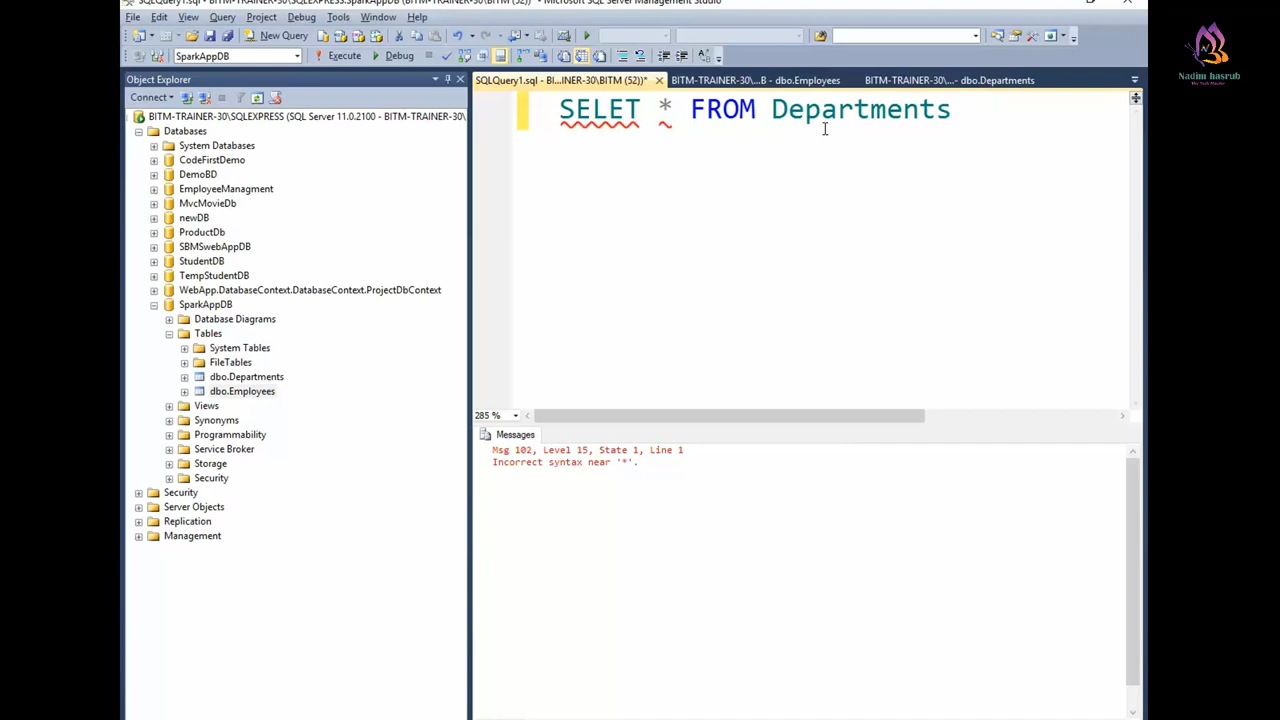 SQLQuery1.sql - BITM-TRAINER-30\SQLEXPRESS.SparkAppDB (BITM-TRAINER-30\BITM (52))* - Microsoft SQL Server Management Studio
File Edit View Query Project Debug Tools Window Help
New Query
SparkAppDB Execute Debug
Object Explorer
Connect
BITM-TRAINER-30\SQLEXPRESS (SQL Server 11.0.2100 - BITM-TRAINER-30\
Databases
System Databases
CodeFirstDemo
DemoBD
EmployeeManagment
MvcMovieDb
newDB
ProductDb
SBMSwebAppDB
StudentDB
TempStudentDB
WebApp.DatabaseContext.DatabaseContext.ProjectDbContext
SparkAppDB
Database Diagrams
Tables
System Tables
FileTables
dbo.Departments
dbo.Employees
Views
Synonyms
Programmability
Service Broker
Storage
Security
Security
Server Objects
Replication
Management
SQLQuery1.sql - BI...INER-30\BITM (52))* BITM-TRAINER-30\...B - dbo.Employees BITM-TRAINER-30\...- dbo.Departments
SELET * FROM Departments
285 %
Messages
Msg 102, Level 15, State 1, Line 1
Incorrect syntax near '*'.
Nadim hasrub